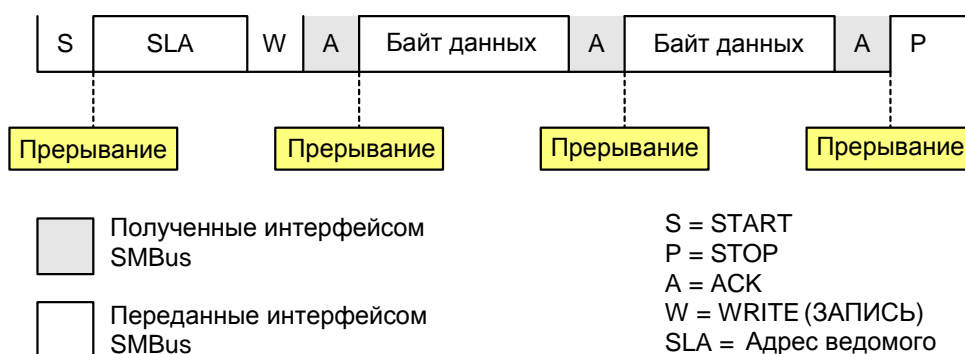 S SLA W A Байт данных A Байт данных A P
Прерывание Прерывание Прерывание Прерывание
Полученные интерфейсом
SMBus
Переданные интерфейсом
SMBus
S = START
P = STOP
A = ACK
W = WRITE (ЗАПИСЬ)
SLA = Адрес ведомого